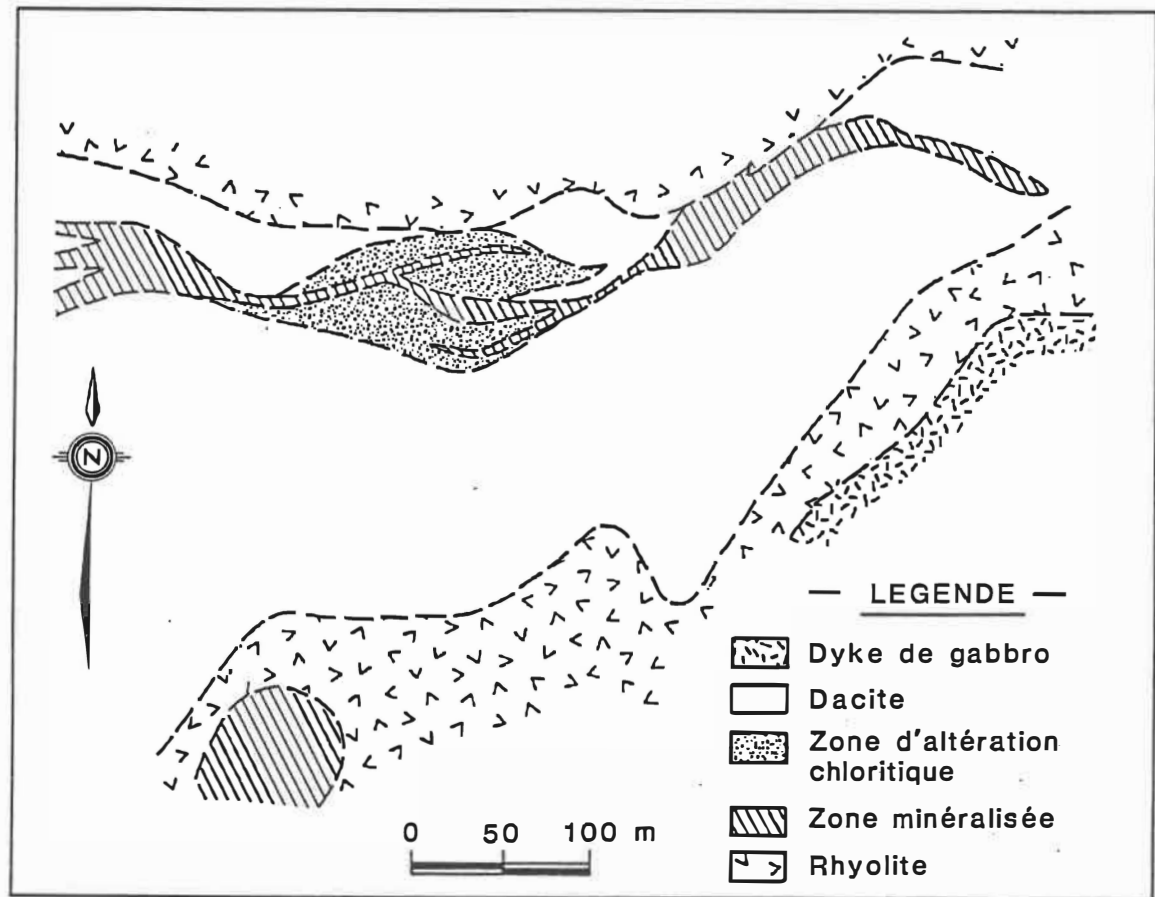 N
— LEGENDE —
Dyke de gabbro
Dacite
Zone d'altération
chloritique
Zone minéralisée
Rhyolite
0 50 100 m